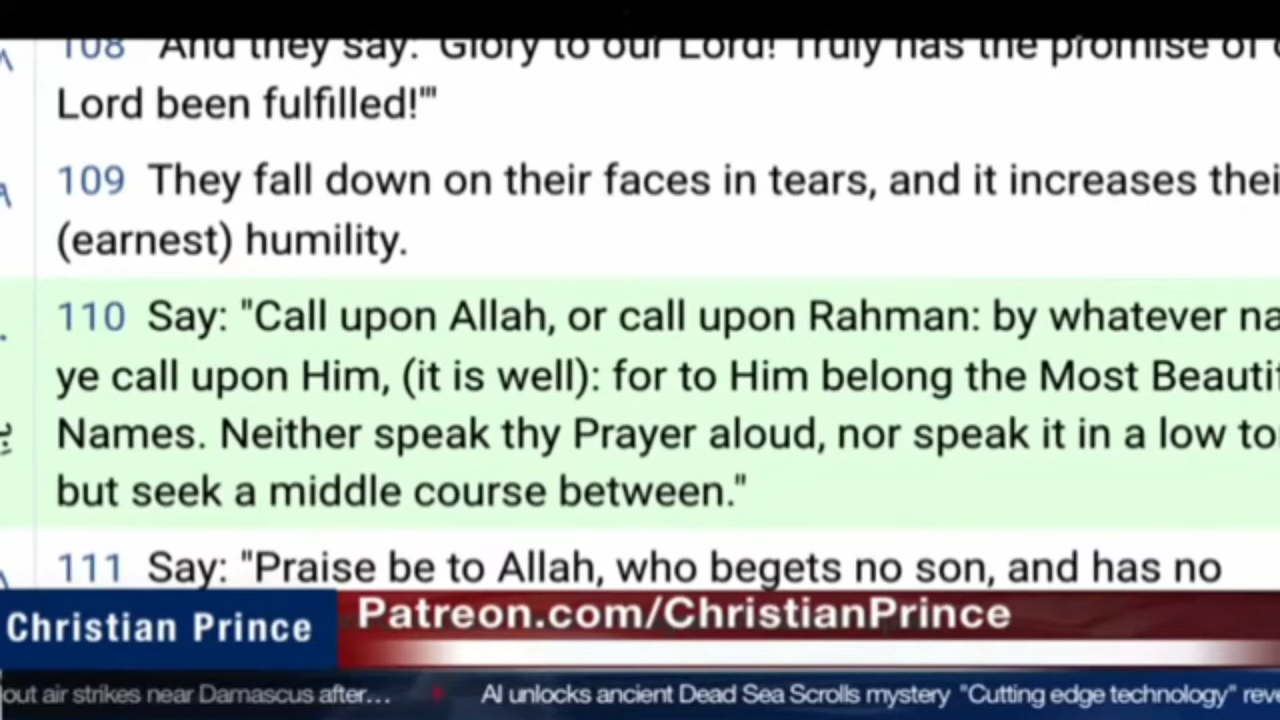 108 "And they say: 'Glory to our Lord! Truly has the promise of
Lord been fulfilled!'"
109 They fall down on their faces in tears, and it increases thei
(earnest) humility.
110 Say: "Call upon Allah, or call upon Rahman: by whatever na
ye call upon Him, (it is well): for to Him belong the Most Beautif
Names. Neither speak thy Prayer aloud, nor speak it in a low to
but seek a middle course between."
111 Say: "Praise be to Allah, who begets no son, and has no
Christian Prince
Patreon.com/ChristianPrince
out air strikes near Damascus after... AI unlocks ancient Dead Sea Scrolls mystery "Cutting edge technology" reve